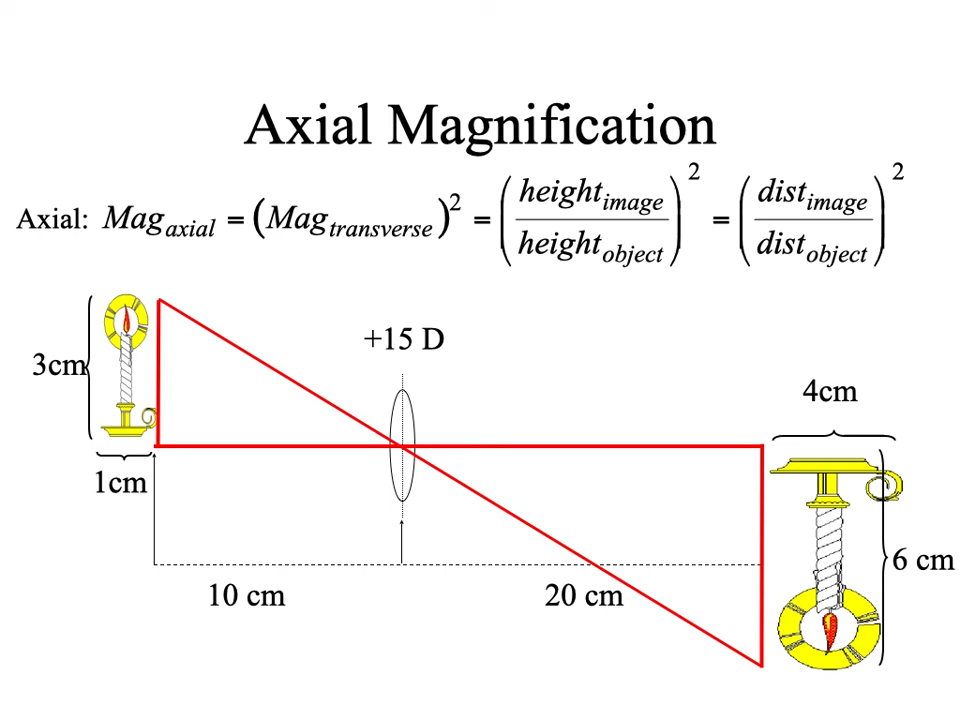 Axial Magnification
Axial: Mag_axial = (Mag_transverse)^2 = (height_image / height_object)^2 = (dist_image / dist_object)^2
+15 D
3cm
4cm
1cm
6 cm
10 cm
20 cm